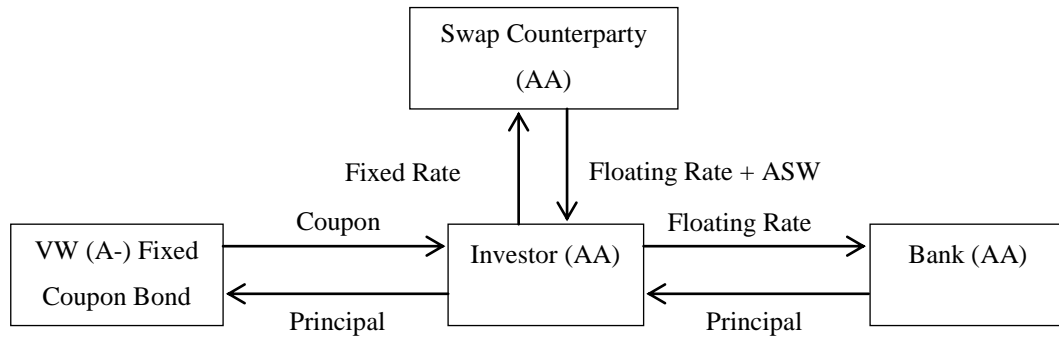 Swap Counterparty
(AA)
Fixed Rate
Floating Rate + ASW
Coupon
Floating Rate
VW (A-) Fixed
Coupon Bond
Investor (AA)
Bank (AA)
Principal
Principal